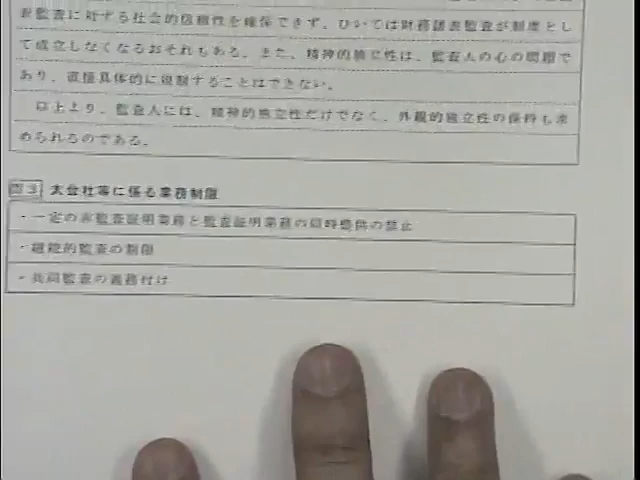 表監査に対する社会的信頼性を確保できず、ひいては財務諸表監査が制度とし
て成立しなくなるおそれもある。また、精神的独立性は、監査人の心の問題で
あり、直接具体的に規制することはできない。
以上より、監査人には、精神的独立性だけでなく、外観的独立性の保持も求
められるのである。
問3 大会社等に係る業務制限
・一定の非監査証明業務と監査証明業務の同時提供の禁止
・継続的監査の制限
・共同監査の義務付け